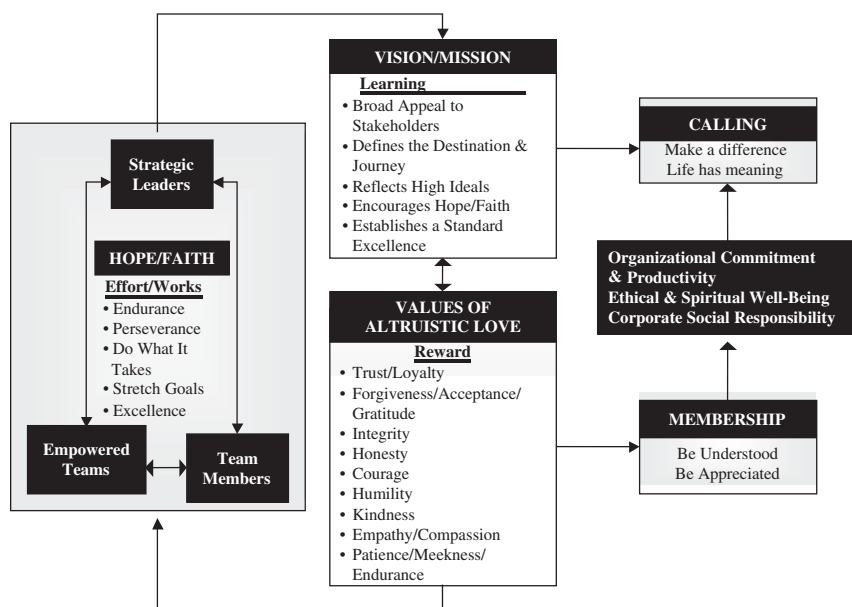 Strategic
Leaders
HOPE/FAITH
Effort/Works
• Endurance
• Perseverance
• Do What It
Takes
• Stretch Goals
• Excellence
Empowered
Teams
Team
Members
VISION/MISSION
Learning
• Broad Appeal to
Stakeholders
• Defines the Destination &
Journey
• Reflects High Ideals
• Encourages Hope/Faith
• Establishes a Standard
Excellence
VALUES OF
ALTRUISTIC LOVE
Reward
• Trust/Loyalty
• Forgiveness/Acceptance/
Gratitude
• Integrity
• Honesty
• Courage
• Humility
• Kindness
• Empathy/Compassion
• Patience/Meekness/
Endurance
CALLING
Make a difference
Life has meaning
Organizational Commitment
& Productivity
Ethical & Spiritual Well-Being
Corporate Social Responsibility
MEMBERSHIP
Be Understood
Be Appreciated